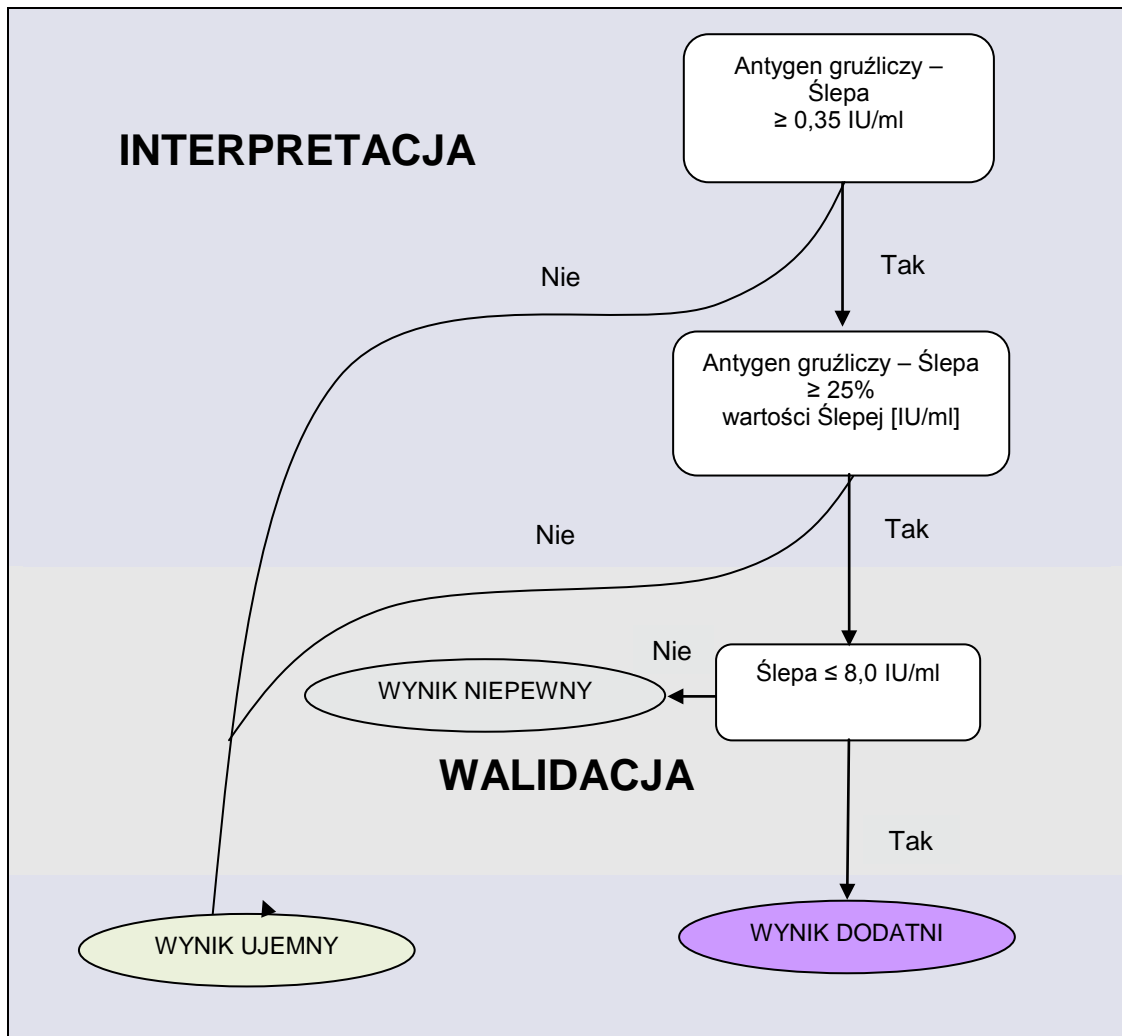 Antygen gruźliczy –
Ślepa
≥ 0,35 IU/ml
INTERPRETACJA
Nie
Tak
Antygen gruźliczy – Ślepa
≥ 25%
wartości Ślepej [IU/ml]
Nie
Tak
Nie
Ślepa ≤ 8,0 IU/ml
WYNIK NIEPEWNY
WALIDACJA
Tak
WYNIK UJEMNY
WYNIK DODATNI